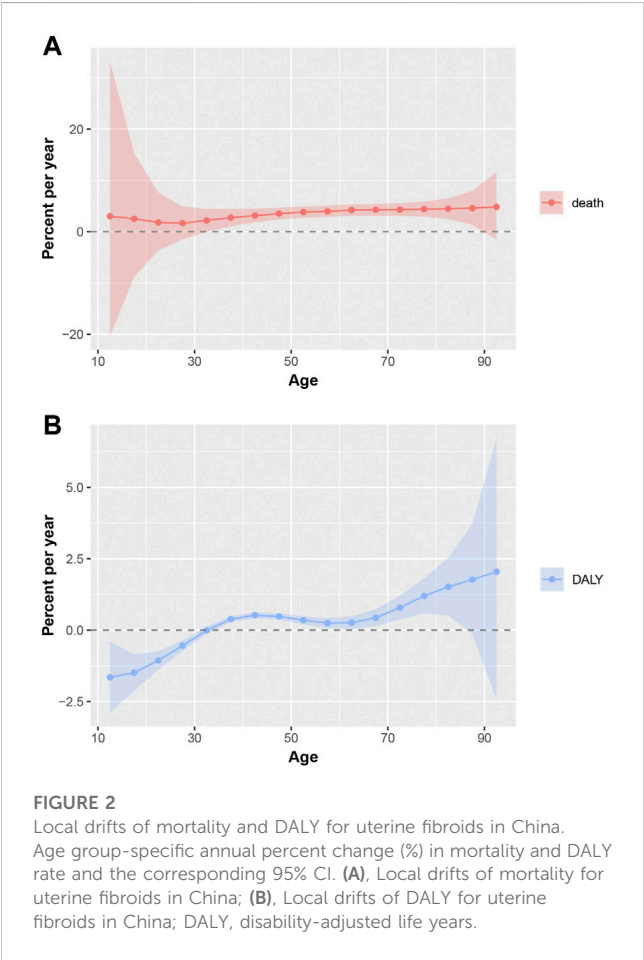 A
Percent per year
20
0
−20
10 30 50 70 90
Age
death
B
Percent per year
5.0
2.5
0.0
−2.5
10 30 50 70 90
Age
DALY
FIGURE 2
Local drifts of mortality and DALY for uterine fibroids in China.
Age group-specific annual percent change (%) in mortality and DALY
rate and the corresponding 95% CI. (A), Local drifts of mortality for
uterine fibroids in China; (B), Local drifts of DALY for uterine
fibroids in China; DALY, disability-adjusted life years.